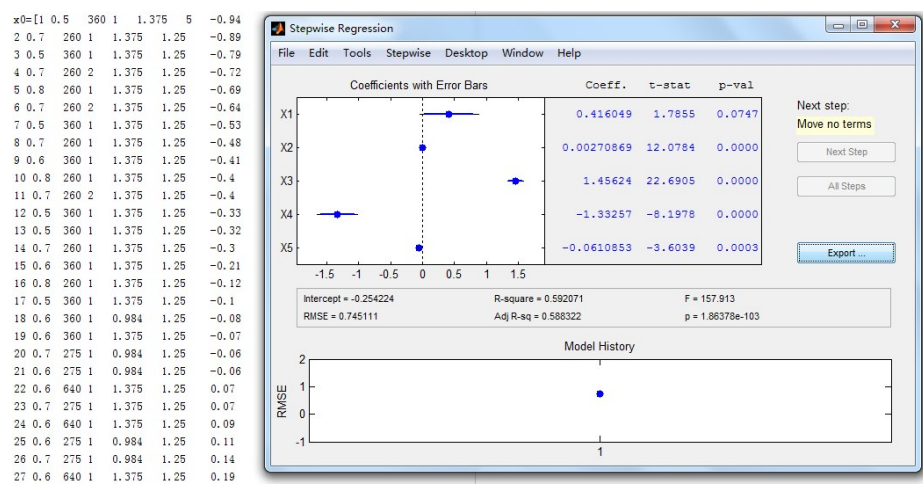 x0=[1 0.5 360 1 1.375 5 -0.94
2 0.7 260 1 1.375 1.25 -0.89
3 0.5 360 1 1.375 1.25 -0.79
4 0.7 260 2 1.375 1.25 -0.72
5 0.8 260 1 1.375 1.25 -0.69
6 0.7 260 2 1.375 1.25 -0.64
7 0.5 360 1 1.375 1.25 -0.53
8 0.7 260 1 1.375 1.25 -0.48
9 0.6 360 1 1.375 1.25 -0.41
10 0.8 260 1 1.375 1.25 -0.4
11 0.7 260 2 1.375 1.25 -0.4
12 0.5 360 1 1.375 1.25 -0.33
13 0.5 360 1 1.375 1.25 -0.32
14 0.7 260 1 1.375 1.25 -0.3
15 0.6 360 1 1.375 1.25 -0.21
16 0.8 260 1 1.375 1.25 -0.12
17 0.5 360 1 1.375 1.25 -0.1
18 0.6 360 1 0.984 1.25 -0.08
19 0.6 360 1 1.375 1.25 -0.07
20 0.7 275 1 0.984 1.25 -0.06
21 0.6 275 1 0.984 1.25 -0.06
22 0.6 640 1 1.375 1.25 0.07
23 0.7 275 1 1.375 1.25 0.07
24 0.6 640 1 1.375 1.25 0.09
25 0.6 275 1 0.984 1.25 0.11
26 0.7 275 1 0.984 1.25 0.14
27 0.6 640 1 1.375 1.25 0.19
Stepwise Regression
File Edit Tools Stepwise Desktop Window Help
Coefficients with Error Bars Coeff. t-stat p-val
X1 0.416049 1.7855 0.0747
X2 0.00270869 12.0784 0.0000
X3 1.45624 22.6905 0.0000
X4 -1.33257 -8.1978 0.0000
X5 -0.0610853 -3.6039 0.0003
-1.5 -1 -0.5 0 0.5 1 1.5
Next step:
Move no terms
Next Step
All Steps
Export ...
Intercept = -0.254224 R-square = 0.592071 F = 157.913
RMSE = 0.745111 Adj R-sq = 0.588322 p = 1.86378e-103
Model History
RMSE
2
1
0
-1
1